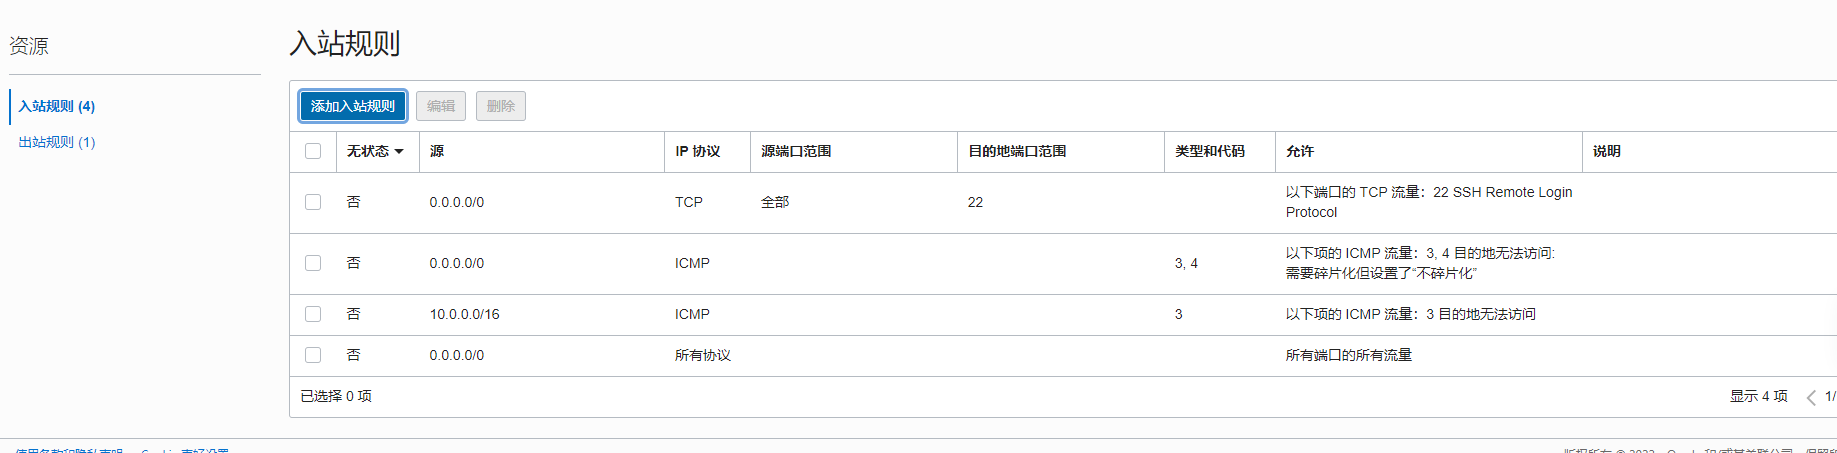 资源
入站规则 (4)
出站规则 (1)
入站规则
添加入站规则 编辑 删除
无状态 源 IP 协议 源端口范围 目的地端口范围 类型和代码 允许 说明
否 0.0.0.0/0 TCP 全部 22 以下端口的 TCP 流量：22 SSH Remote Login
Protocol
否 0.0.0.0/0 ICMP 3, 4 以下项的 ICMP 流量：3, 4 目的地无法访问:
需要碎片化但设置了“不碎片化”
否 10.0.0.0/16 ICMP 3 以下项的 ICMP 流量：3 目的地无法访问
否 0.0.0.0/0 所有协议 所有端口的所有流量
已选择 0 项 显示 4 项 1/